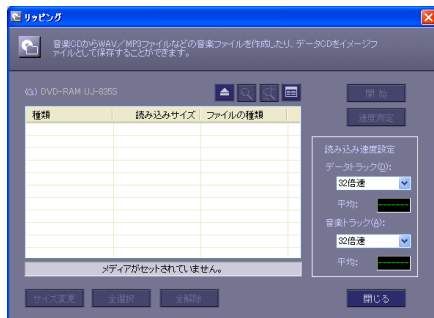 リッピング
音楽CDからWAV／MP3ファイルなどの音楽ファイルを作成したり、データCDをイメージフ
ァイルとして保存することができます。
(G:) DVD-RAM UJ-835S
開 始
種類 読み込みサイズ ファイルの種類
速度測定
読み込み速度設定
データトラック(D):
32倍速
平均:
音楽トラック(A):
32倍速
平均:
メディアがセットされていません。
サイズ変更 全選択 全解除 閉じる